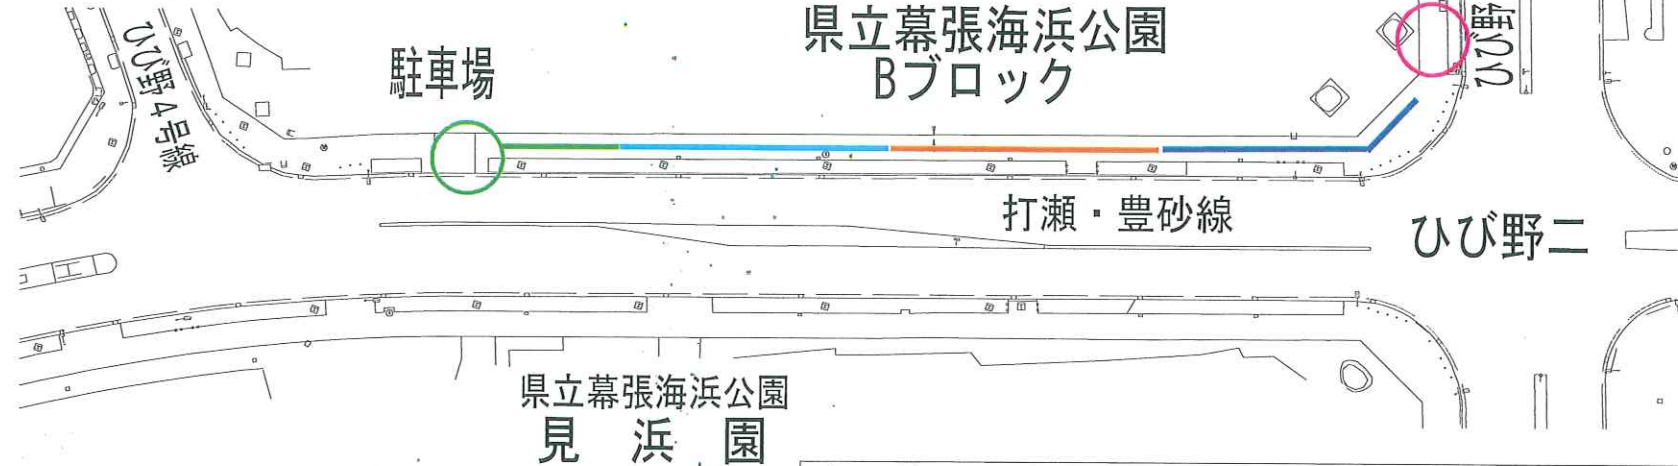 県立幕張海浜公園
Bブロック
駐車場
ひび野4号線
打瀬・豊砂線
ひび野二
県立幕張海浜公園
見浜園